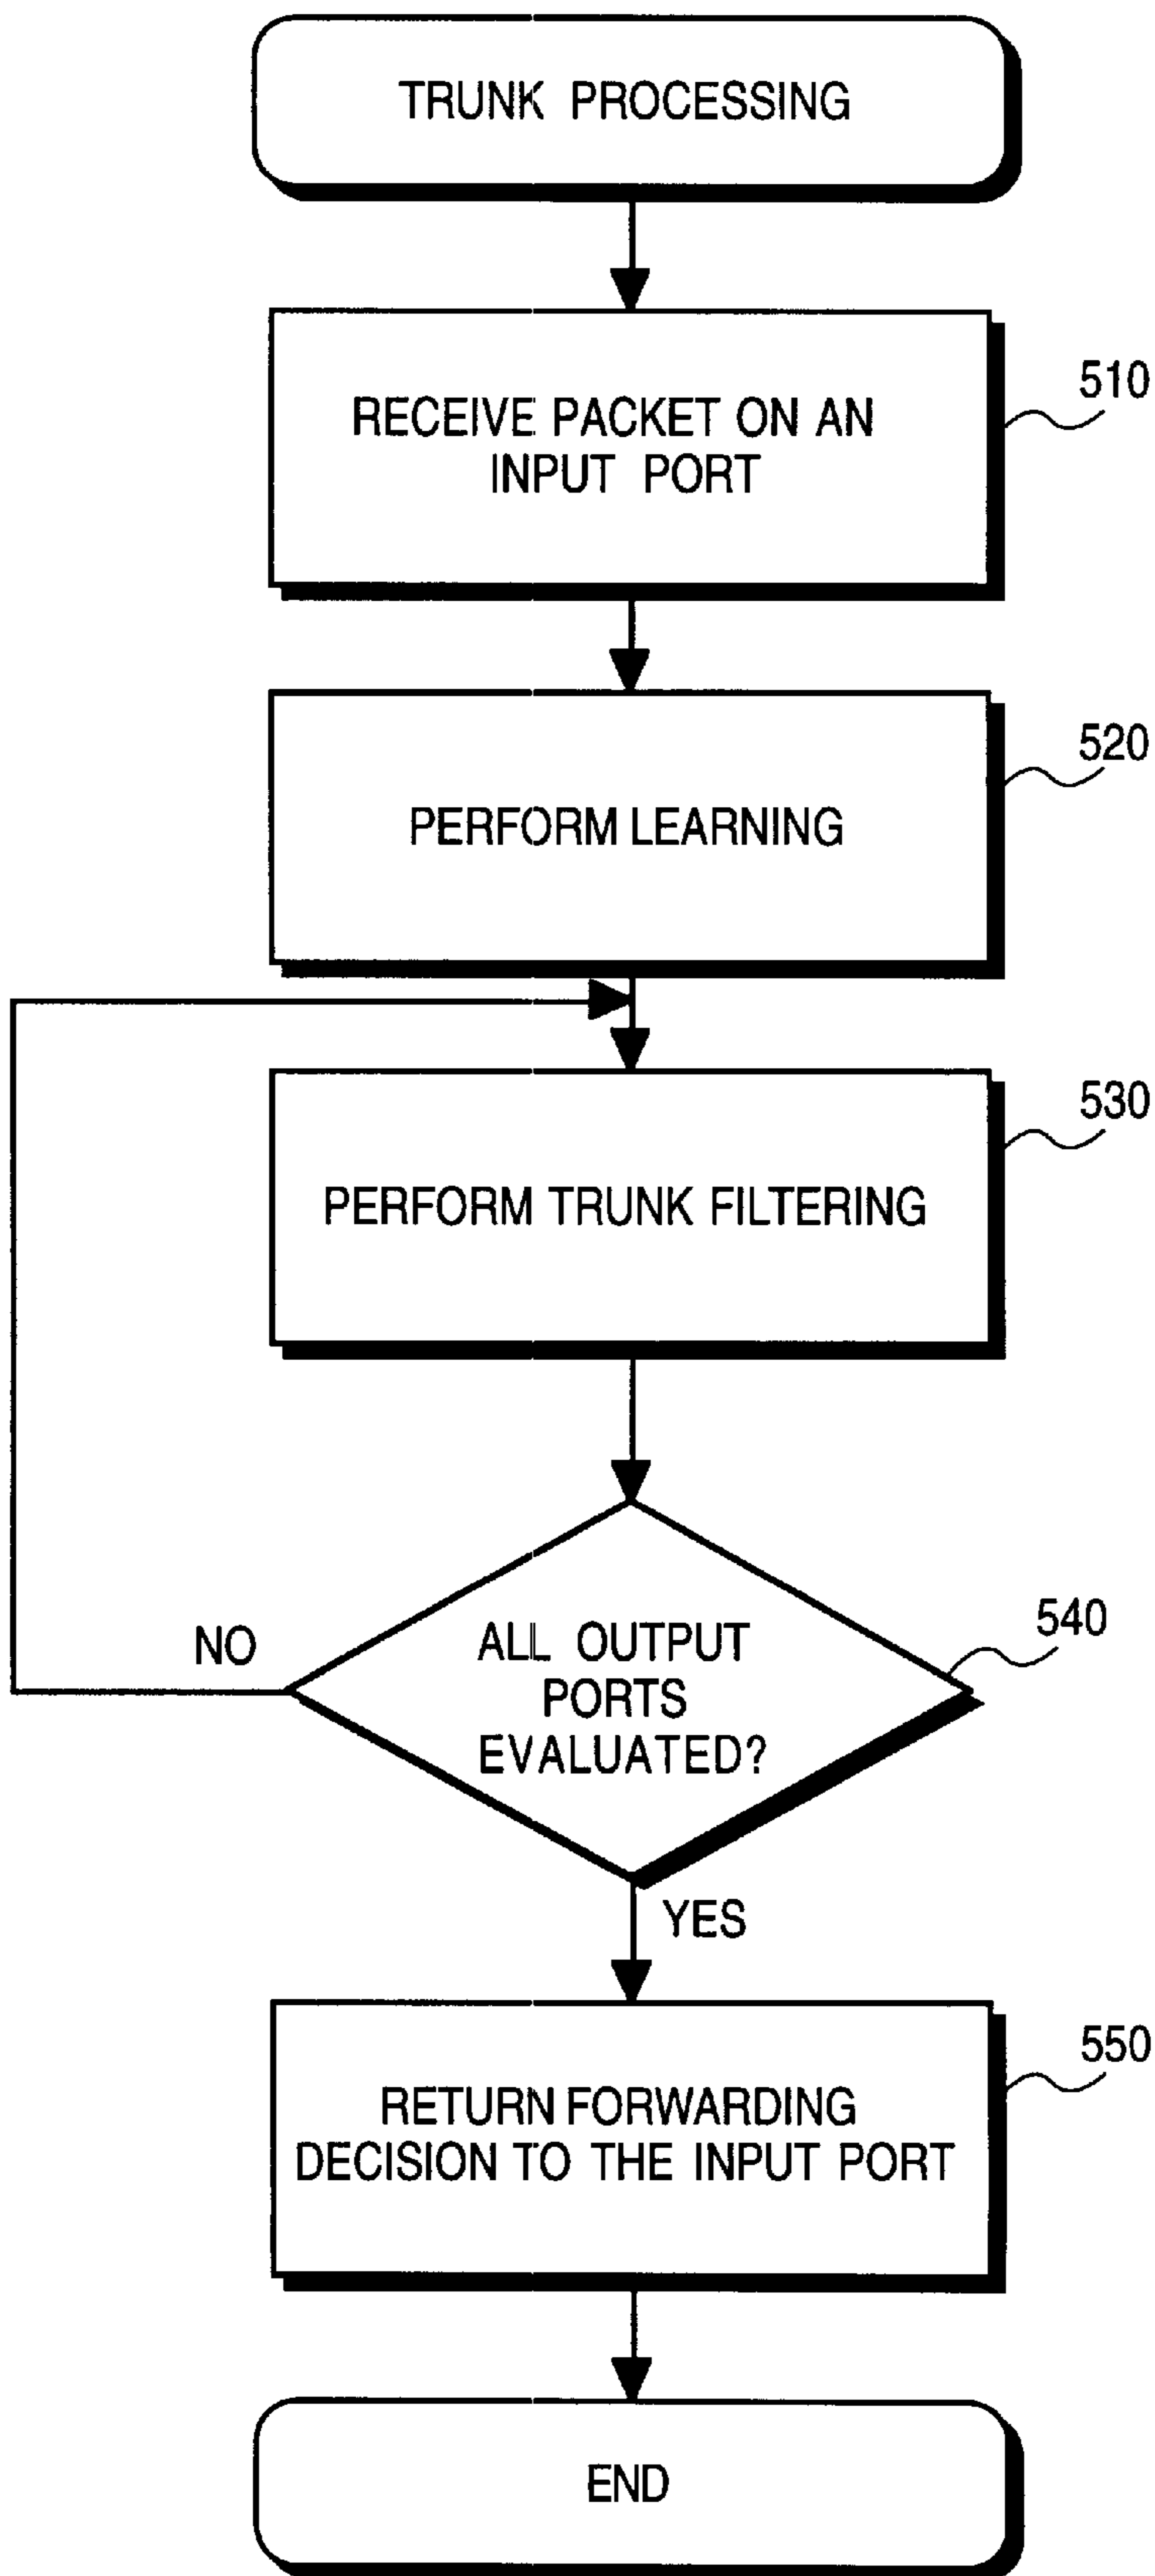 TRUNK PROCESSING
RECEIVE PACKET ON AN
INPUT PORT
510
PERFORM LEARNING
520
PERFORM TRUNK FILTERING
530
ALL OUTPUT
PORTS
EVALUATED?
540
NO
YES
RETURN FORWARDING
DECISION TO THE INPUT PORT
550
END